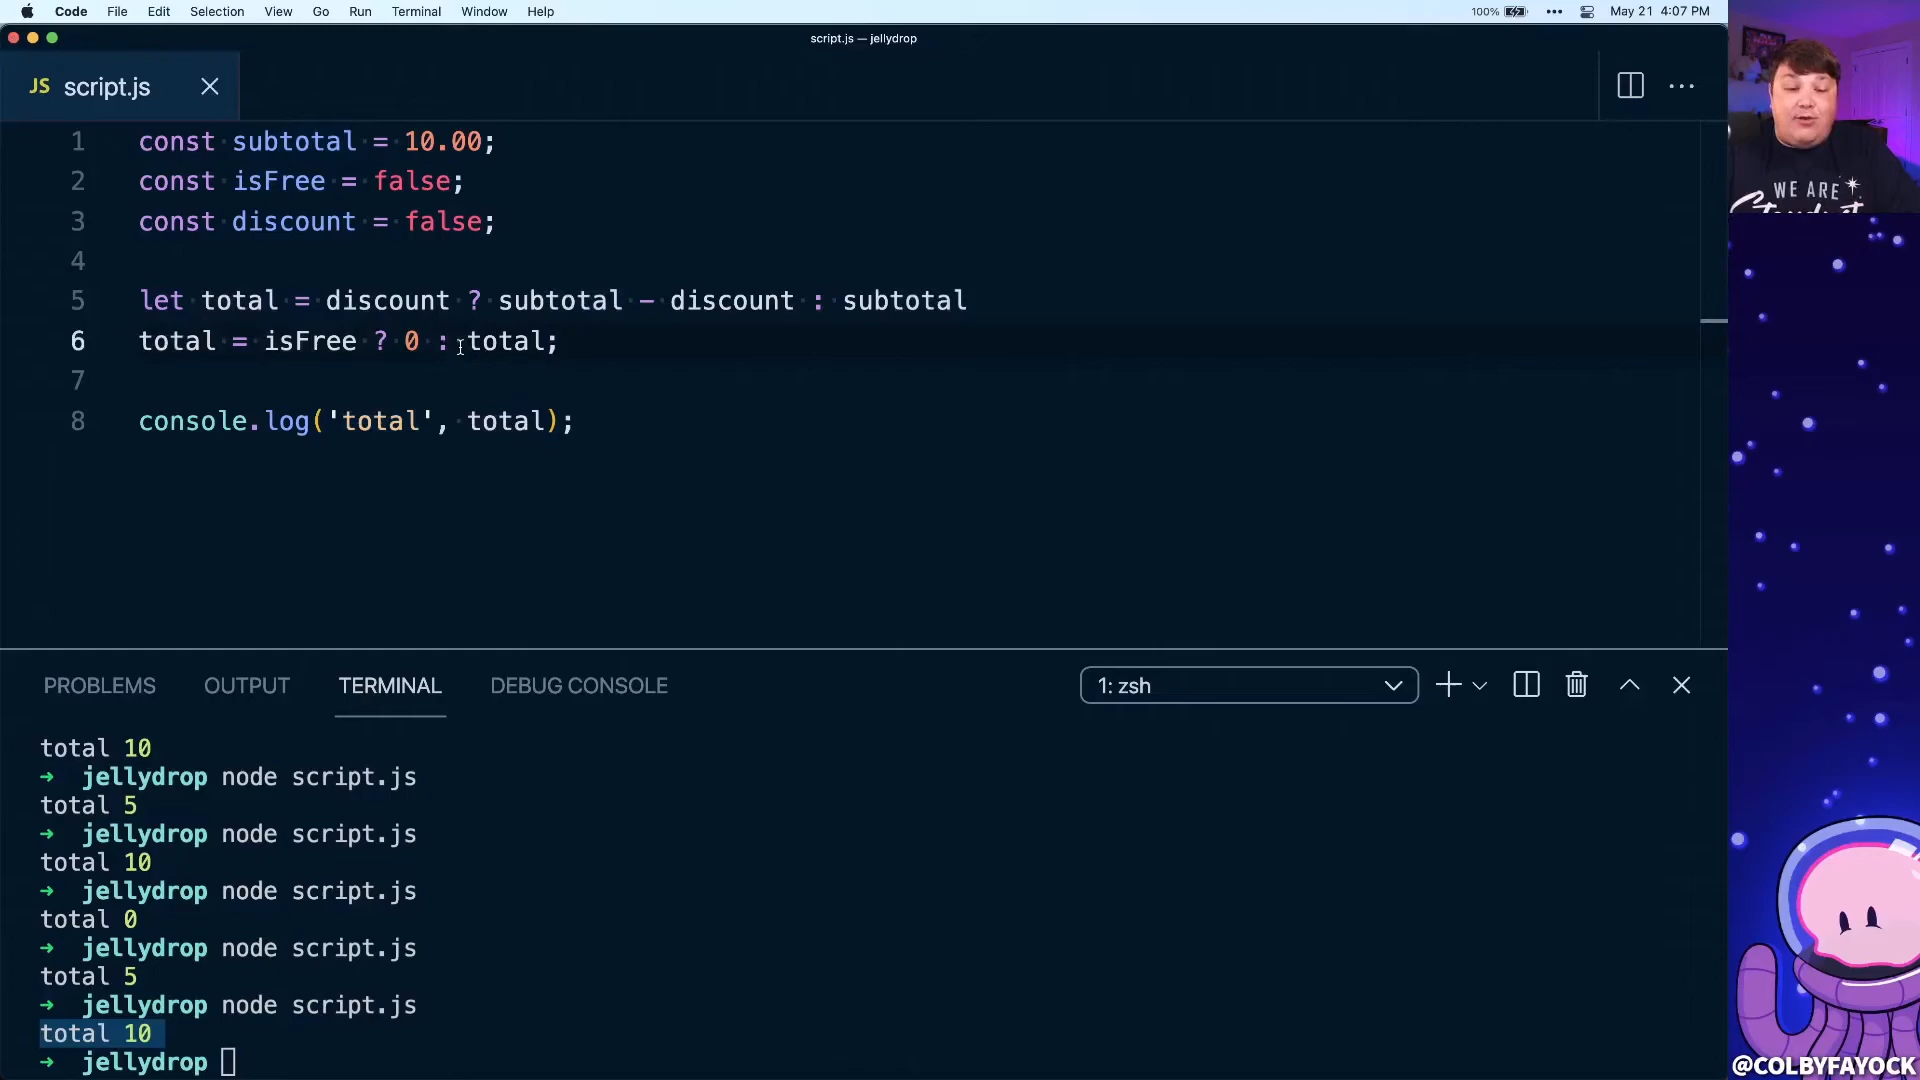 Code File Edit Selection View Go Run Terminal Window Help 100% May 21 4:07 PM
script.js — jellydrop
JS script.js
1 const subtotal = 10.00;
2 const isFree = false;
3 const discount = false;
4
5 let total = discount ? subtotal - discount : subtotal
6 total = isFree ? 0 : total;
7
8 console.log('total', total);
WE ARE
PROBLEMS OUTPUT TERMINAL DEBUG CONSOLE 1: zsh
total 10
➜ jellydrop node script.js
total 5
➜ jellydrop node script.js
total 10
➜ jellydrop node script.js
total 0
➜ jellydrop node script.js
total 5
➜ jellydrop node script.js
total 10
➜ jellydrop
@COLBYFAYOCK